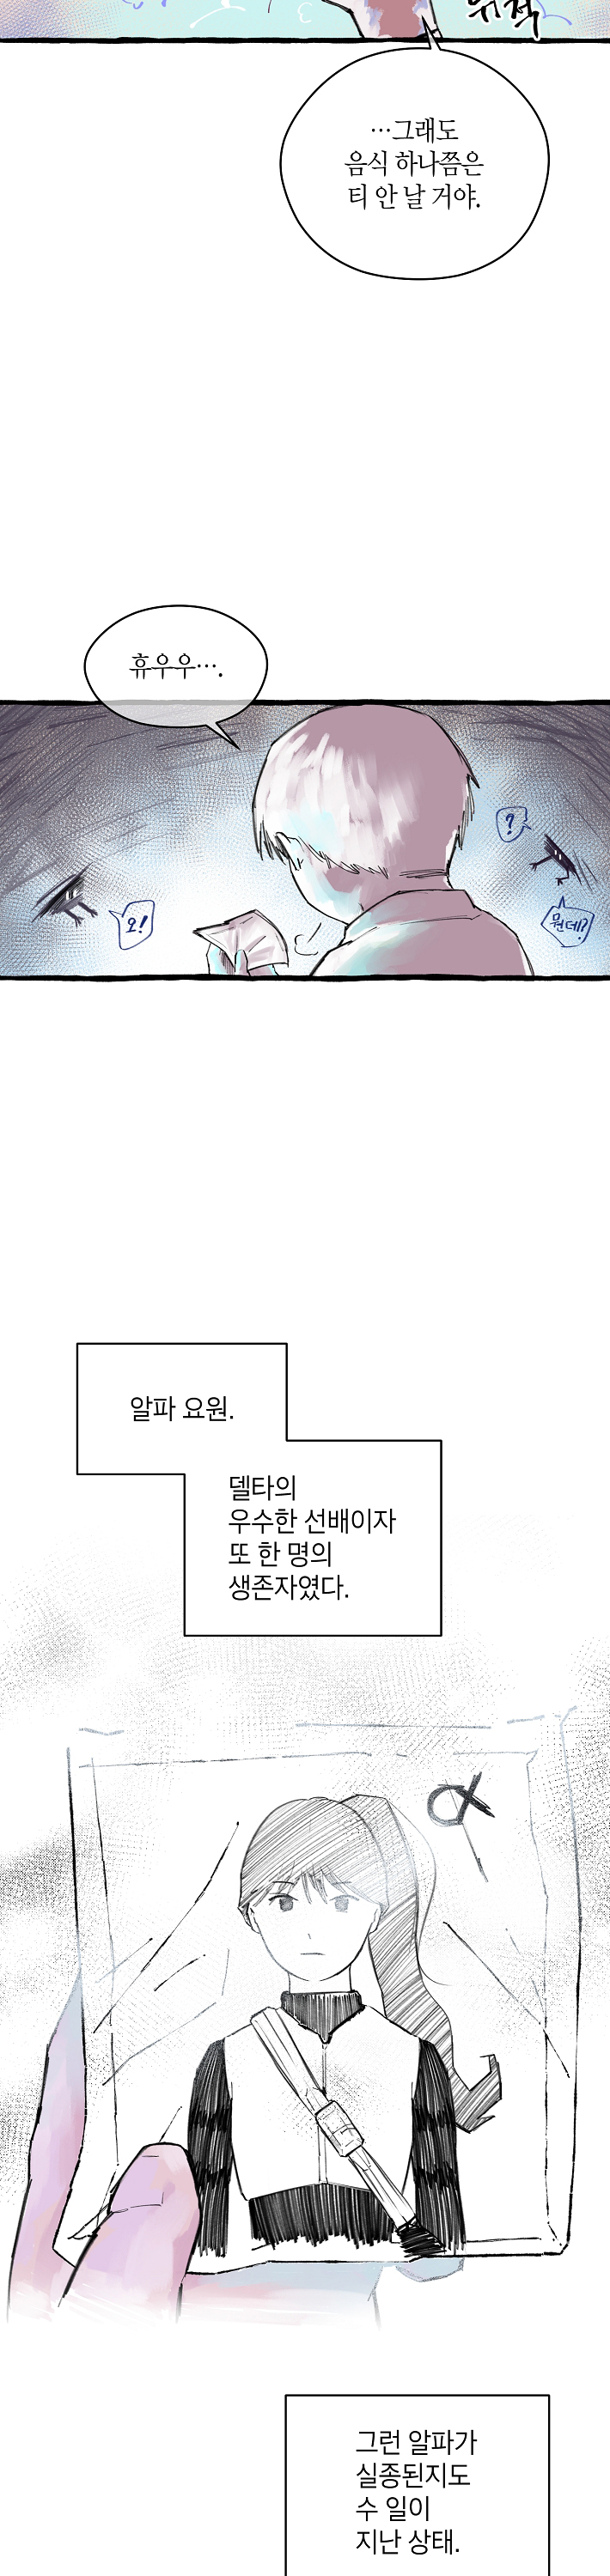 …그래도
음식 하나쯤은
티 안 날 거야.
휴우우….
?
오!
뭔데?
알파 요원.
델타의
우수한 선배이자
또 한 명의
생존자였다.
α
그런 알파가
실종된지도
수 일이
지난 상태.